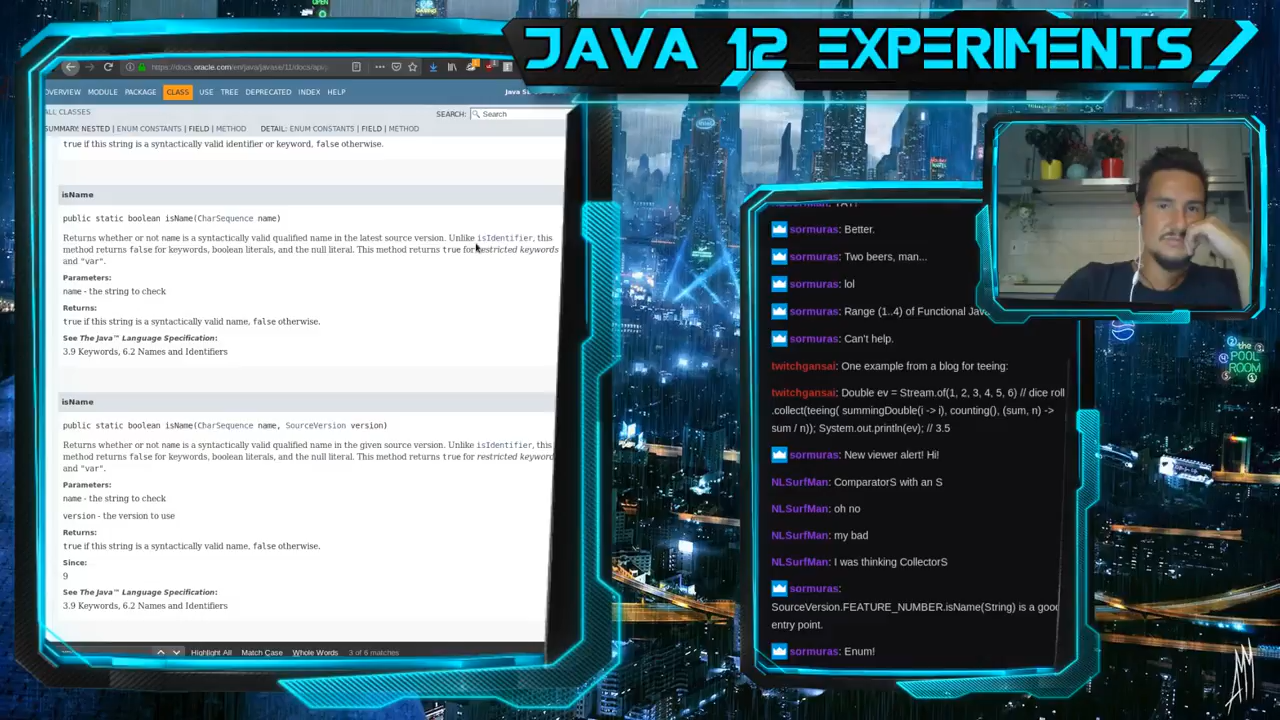 JAVA 12 EXPERIMENTS
https://docs.oracle.com/en/java/javase/11/docs/api/j
OVERVIEW MODULE PACKAGE CLASS USE TREE DEPRECATED INDEX HELP
Java S
ALL CLASSES
SEARCH: Search
SUMMARY: NESTED | ENUM CONSTANTS | FIELD | METHOD DETAIL: ENUM CONSTANTS | FIELD | METHOD
true if this string is a syntactically valid identifier or keyword, false otherwise.
isName
public static boolean isName(CharSequence name)
Returns whether or not name is a syntactically valid qualified name in the latest source version. Unlike isIdentifier, this
method returns false for keywords, boolean literals, and the null literal. This method returns true for restricted keywords
and "var".
Parameters:
name - the string to check
Returns:
true if this string is a syntactically valid name, false otherwise.
See The Java™ Language Specification:
3.9 Keywords, 6.2 Names and Identifiers
isName
public static boolean isName(CharSequence name, SourceVersion version)
Returns whether or not name is a syntactically valid qualified name in the given source version. Unlike isIdentifier, this
method returns false for keywords, boolean literals, and the null literal. This method returns true for restricted keyword
and "var".
Parameters:
name - the string to check
version - the version to use
Returns:
true if this string is a syntactically valid name, false otherwise.
Since:
9
See The Java™ Language Specification:
3.9 Keywords, 6.2 Names and Identifiers
Highlight All Match Case Whole Words 3 of 6 matches
sormuras: Better.
sormuras: Two beers, man...
sormuras: lol
sormuras: Range (1..4) of Functional Jav
sormuras: Can't help.
twitchgansai: One example from a blog for teeing:
twitchgansai: Double ev = Stream.of(1, 2, 3, 4, 5, 6) // dice roll
.collect(teeing( summingDouble(i -> i), counting(), (sum, n) ->
sum / n)); System.out.println(ev); // 3.5
sormuras: New viewer alert! Hi!
NLSurfMan: ComparatorS with an S
NLSurfMan: oh no
NLSurfMan: my bad
NLSurfMan: I was thinking CollectorS
sormuras:
SourceVersion.FEATURE_NUMBER.isName(String) is a good
entry point.
sormuras: Enum!
OPEN
the
POOL
ROOM